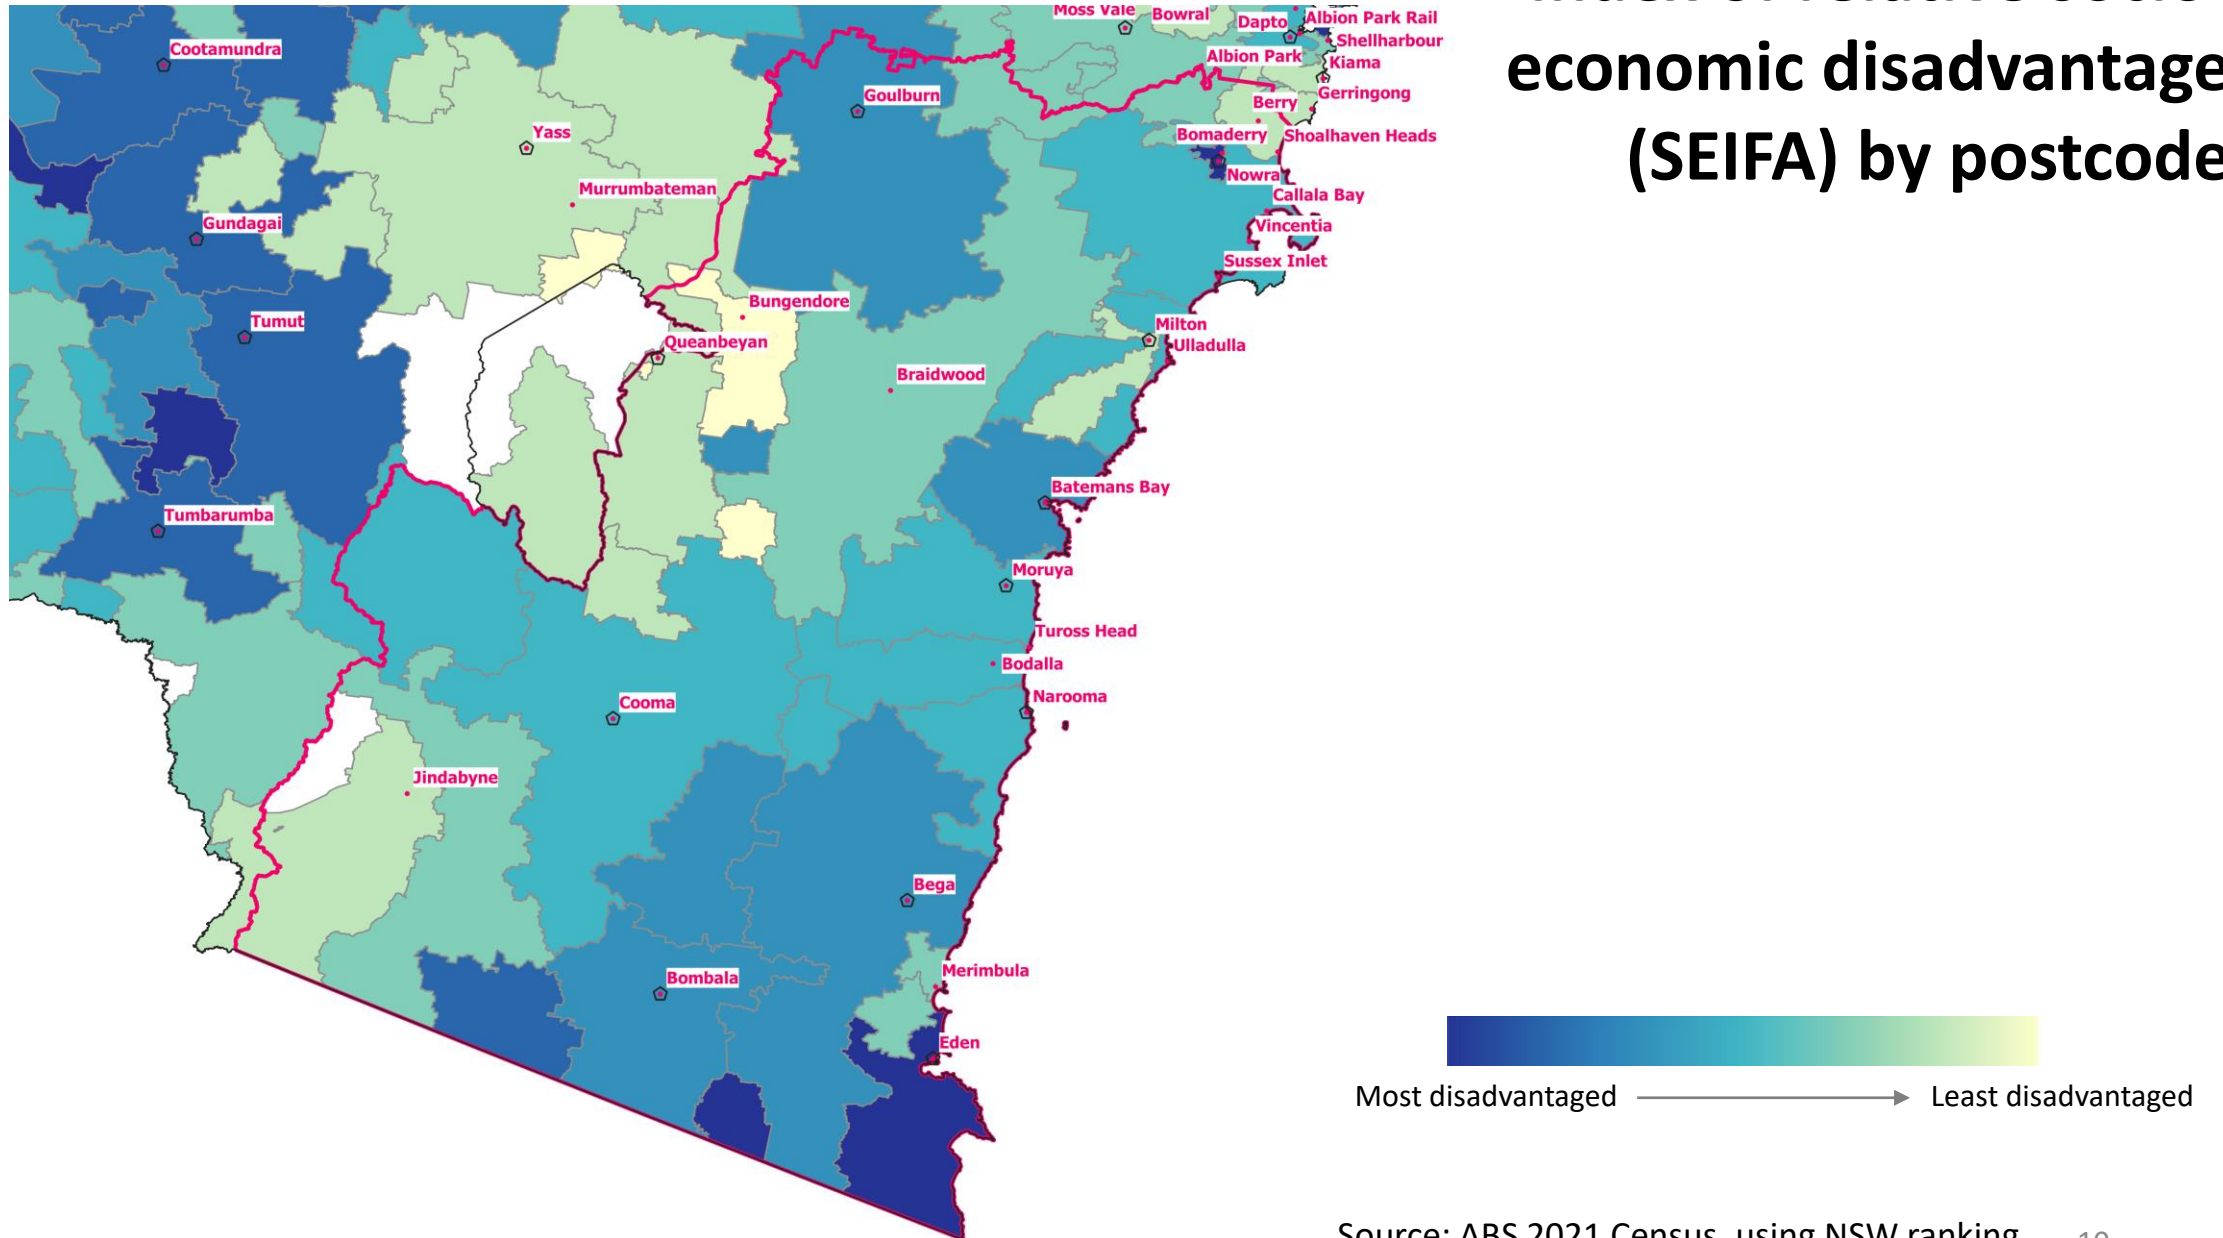 economic disadvantage
(SEIFA) by postcode
Moss Vale
Bowral
Dapto
Albion Park Rail
Shellharbour
Albion Park
Kiama
Gerringong
Berry
Bomaderry
Shoalhaven Heads
Nowra
Callala Bay
Vincentia
Sussex Inlet
Cootamundra
Goulburn
Yass
Murrumbateman
Gundagai
Bungendore
Tumut
Queanbeyan
Milton
Ulladulla
Braidwood
Batemans Bay
Tumbarumba
Moruya
Tuross Head
Bodalla
Narooma
Cooma
Jindabyne
Bega
Merimbula
Bombala
Eden
Most disadvantaged
Least disadvantaged
Source: ABS 2021 Census, using NSW ranking